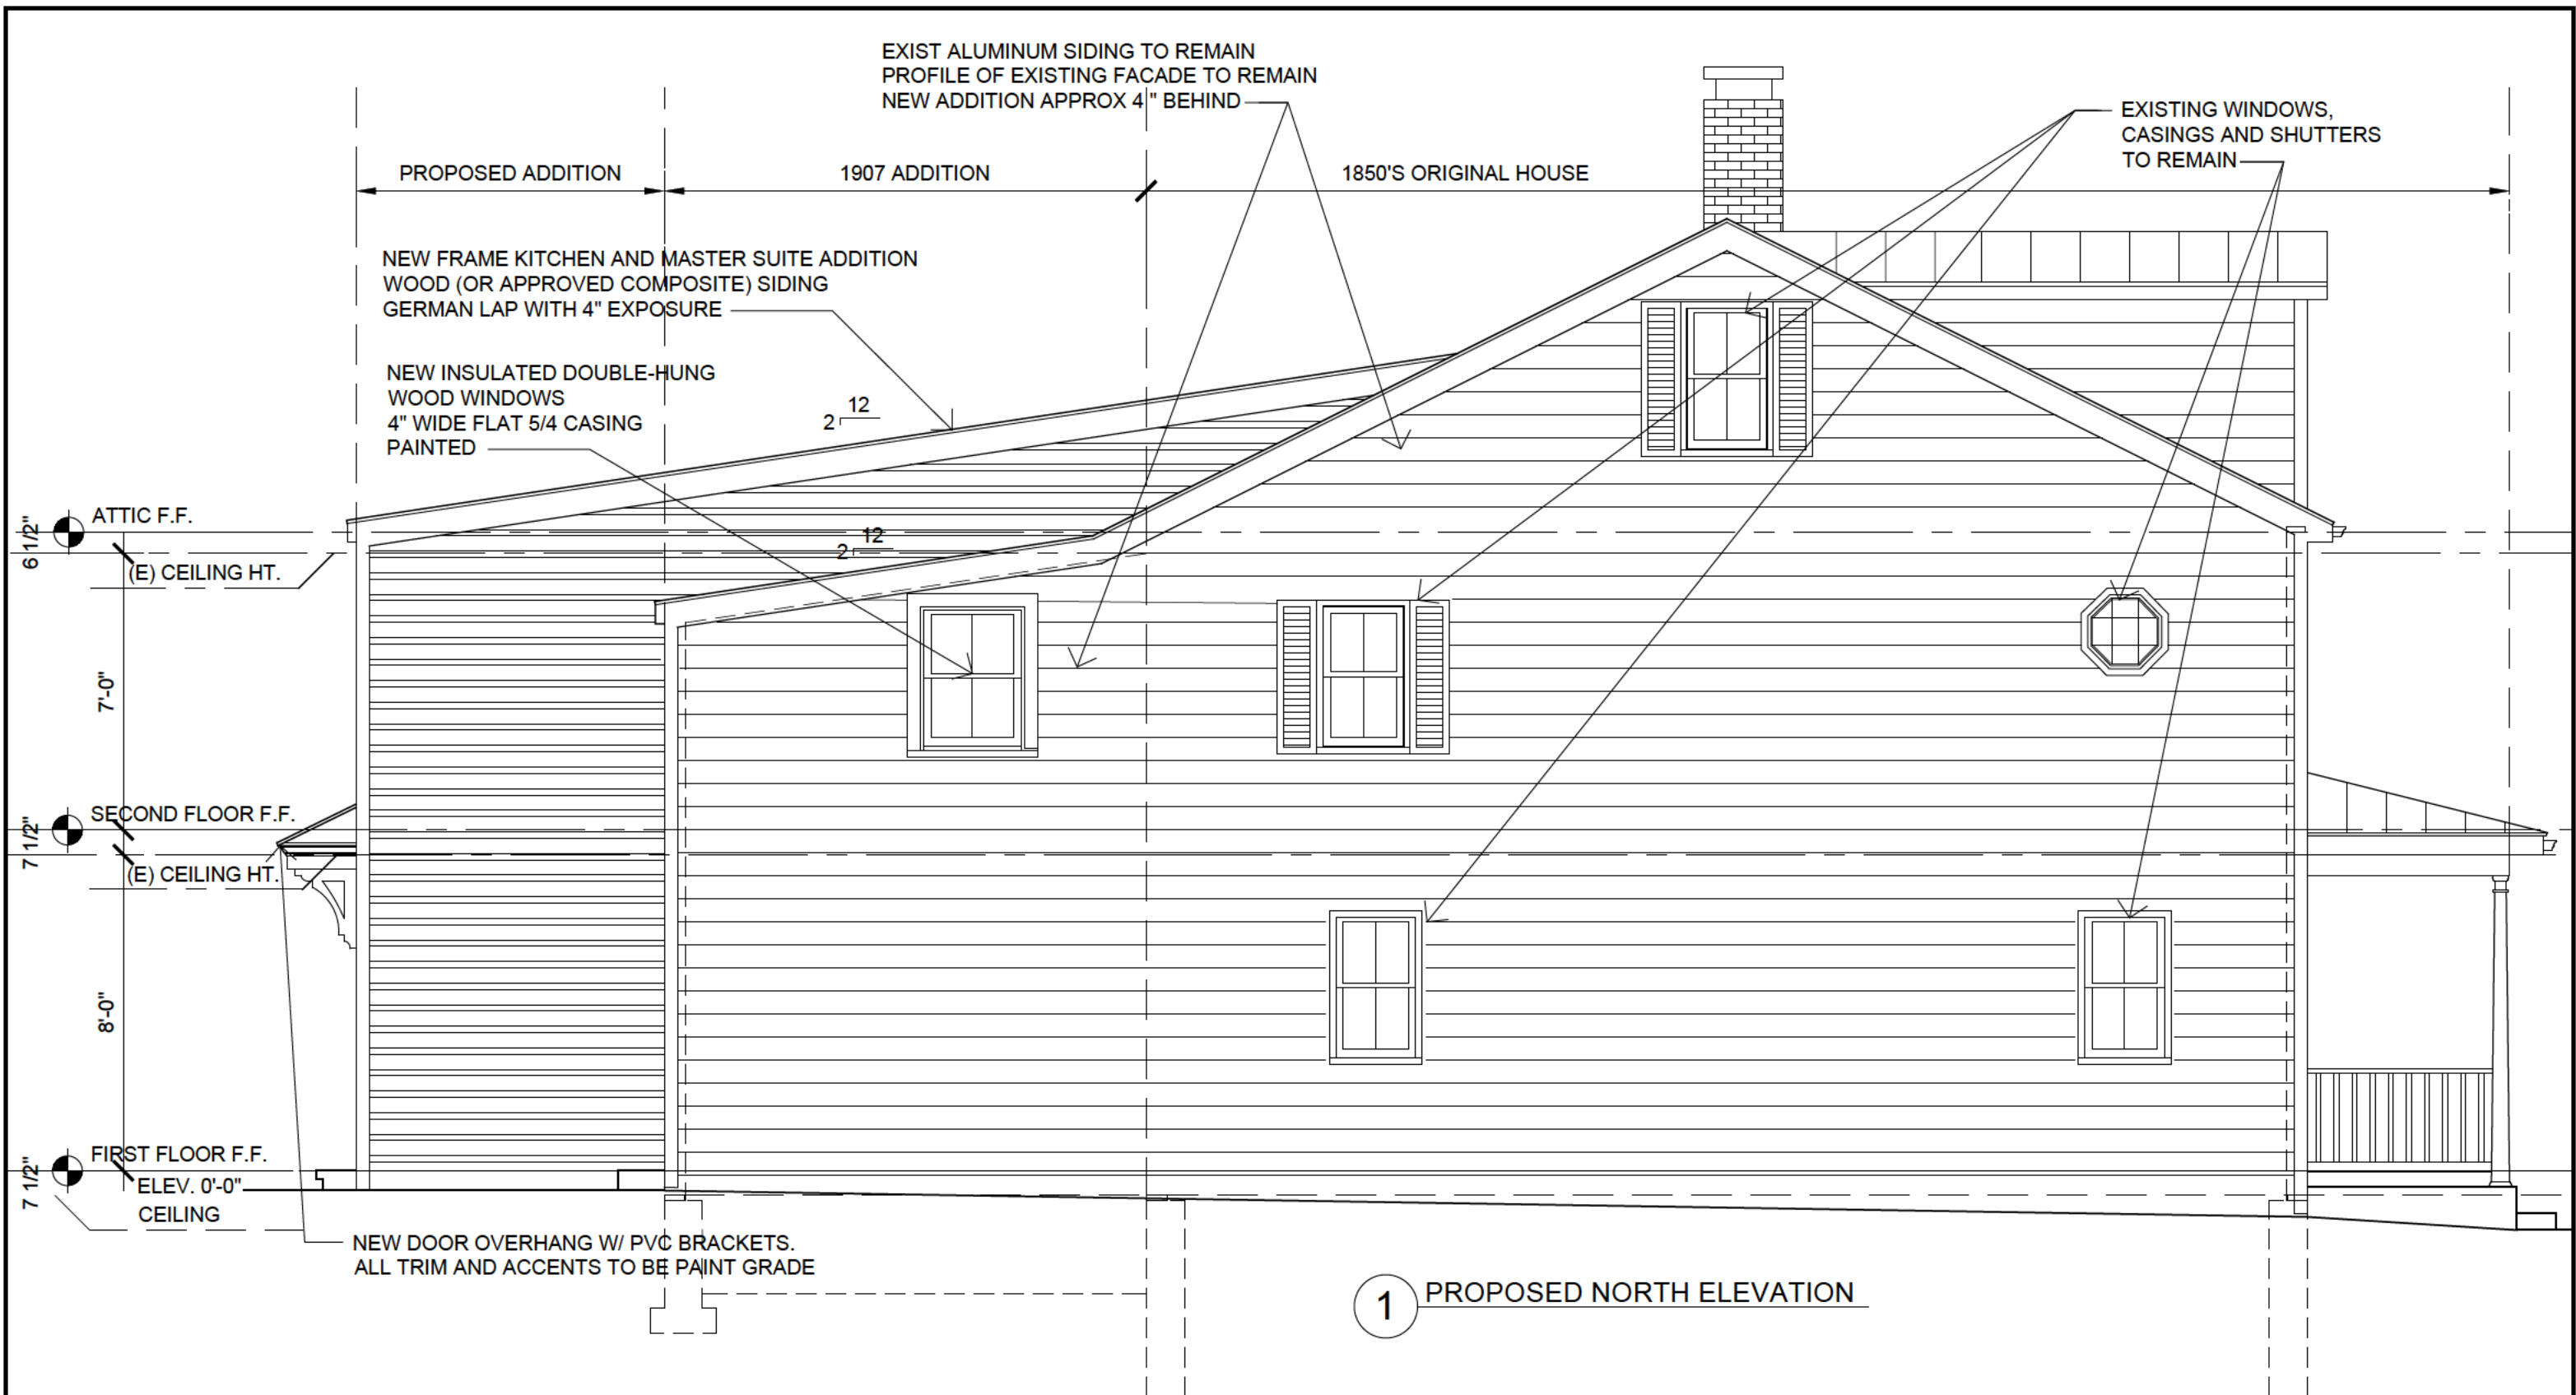 EXIST ALUMINUM SIDING TO REMAIN
PROFILE OF EXISTING FACADE TO REMAIN
NEW ADDITION APPROX 4 " BEHIND
EXISTING WINDOWS,
CASINGS AND SHUTTERS
TO REMAIN
PROPOSED ADDITION
1907 ADDITION
1850'S ORIGINAL HOUSE
NEW FRAME KITCHEN AND MASTER SUITE ADDITION
WOOD (OR APPROVED COMPOSITE) SIDING
GERMAN LAP WITH 4" EXPOSURE
NEW INSULATED DOUBLE-HUNG
WOOD WINDOWS
4" WIDE FLAT 5/4 CASING
PAINTED
12
2
12
2
ATTIC F.F.
6 1/2"
(E) CEILING HT.
7'-0"
SECOND FLOOR F.F.
7 1/2"
(E) CEILING HT.
8'-0"
FIRST FLOOR F.F.
7 1/2"
ELEV. 0'-0"
CEILING
NEW DOOR OVERHANG W/ PVC BRACKETS.
ALL TRIM AND ACCENTS TO BE PAINT GRADE
1 PROPOSED NORTH ELEVATION